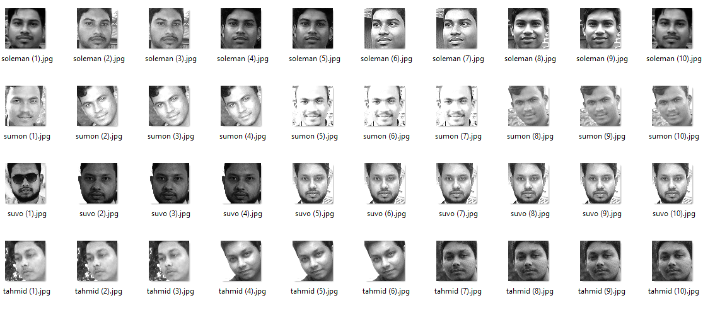 soleman (1).jpg soleman (2).jpg soleman (3).jpg soleman (4).jpg soleman (5).jpg soleman (6).jpg soleman (7).jpg soleman (8).jpg soleman (9).jpg soleman (10).jpg
sumon (1).jpg sumon (2).jpg sumon (3).jpg sumon (4).jpg sumon (5).jpg sumon (6).jpg sumon (7).jpg sumon (8).jpg sumon (9).jpg sumon (10).jpg
suvo (1).jpg suvo (2).jpg suvo (3).jpg suvo (4).jpg suvo (5).jpg suvo (6).jpg suvo (7).jpg suvo (8).jpg suvo (9).jpg suvo (10).jpg
tahmid (1).jpg tahmid (2).jpg tahmid (3).jpg tahmid (4).jpg tahmid (5).jpg tahmid (6).jpg tahmid (7).jpg tahmid (8).jpg tahmid (9).jpg tahmid (10).jpg